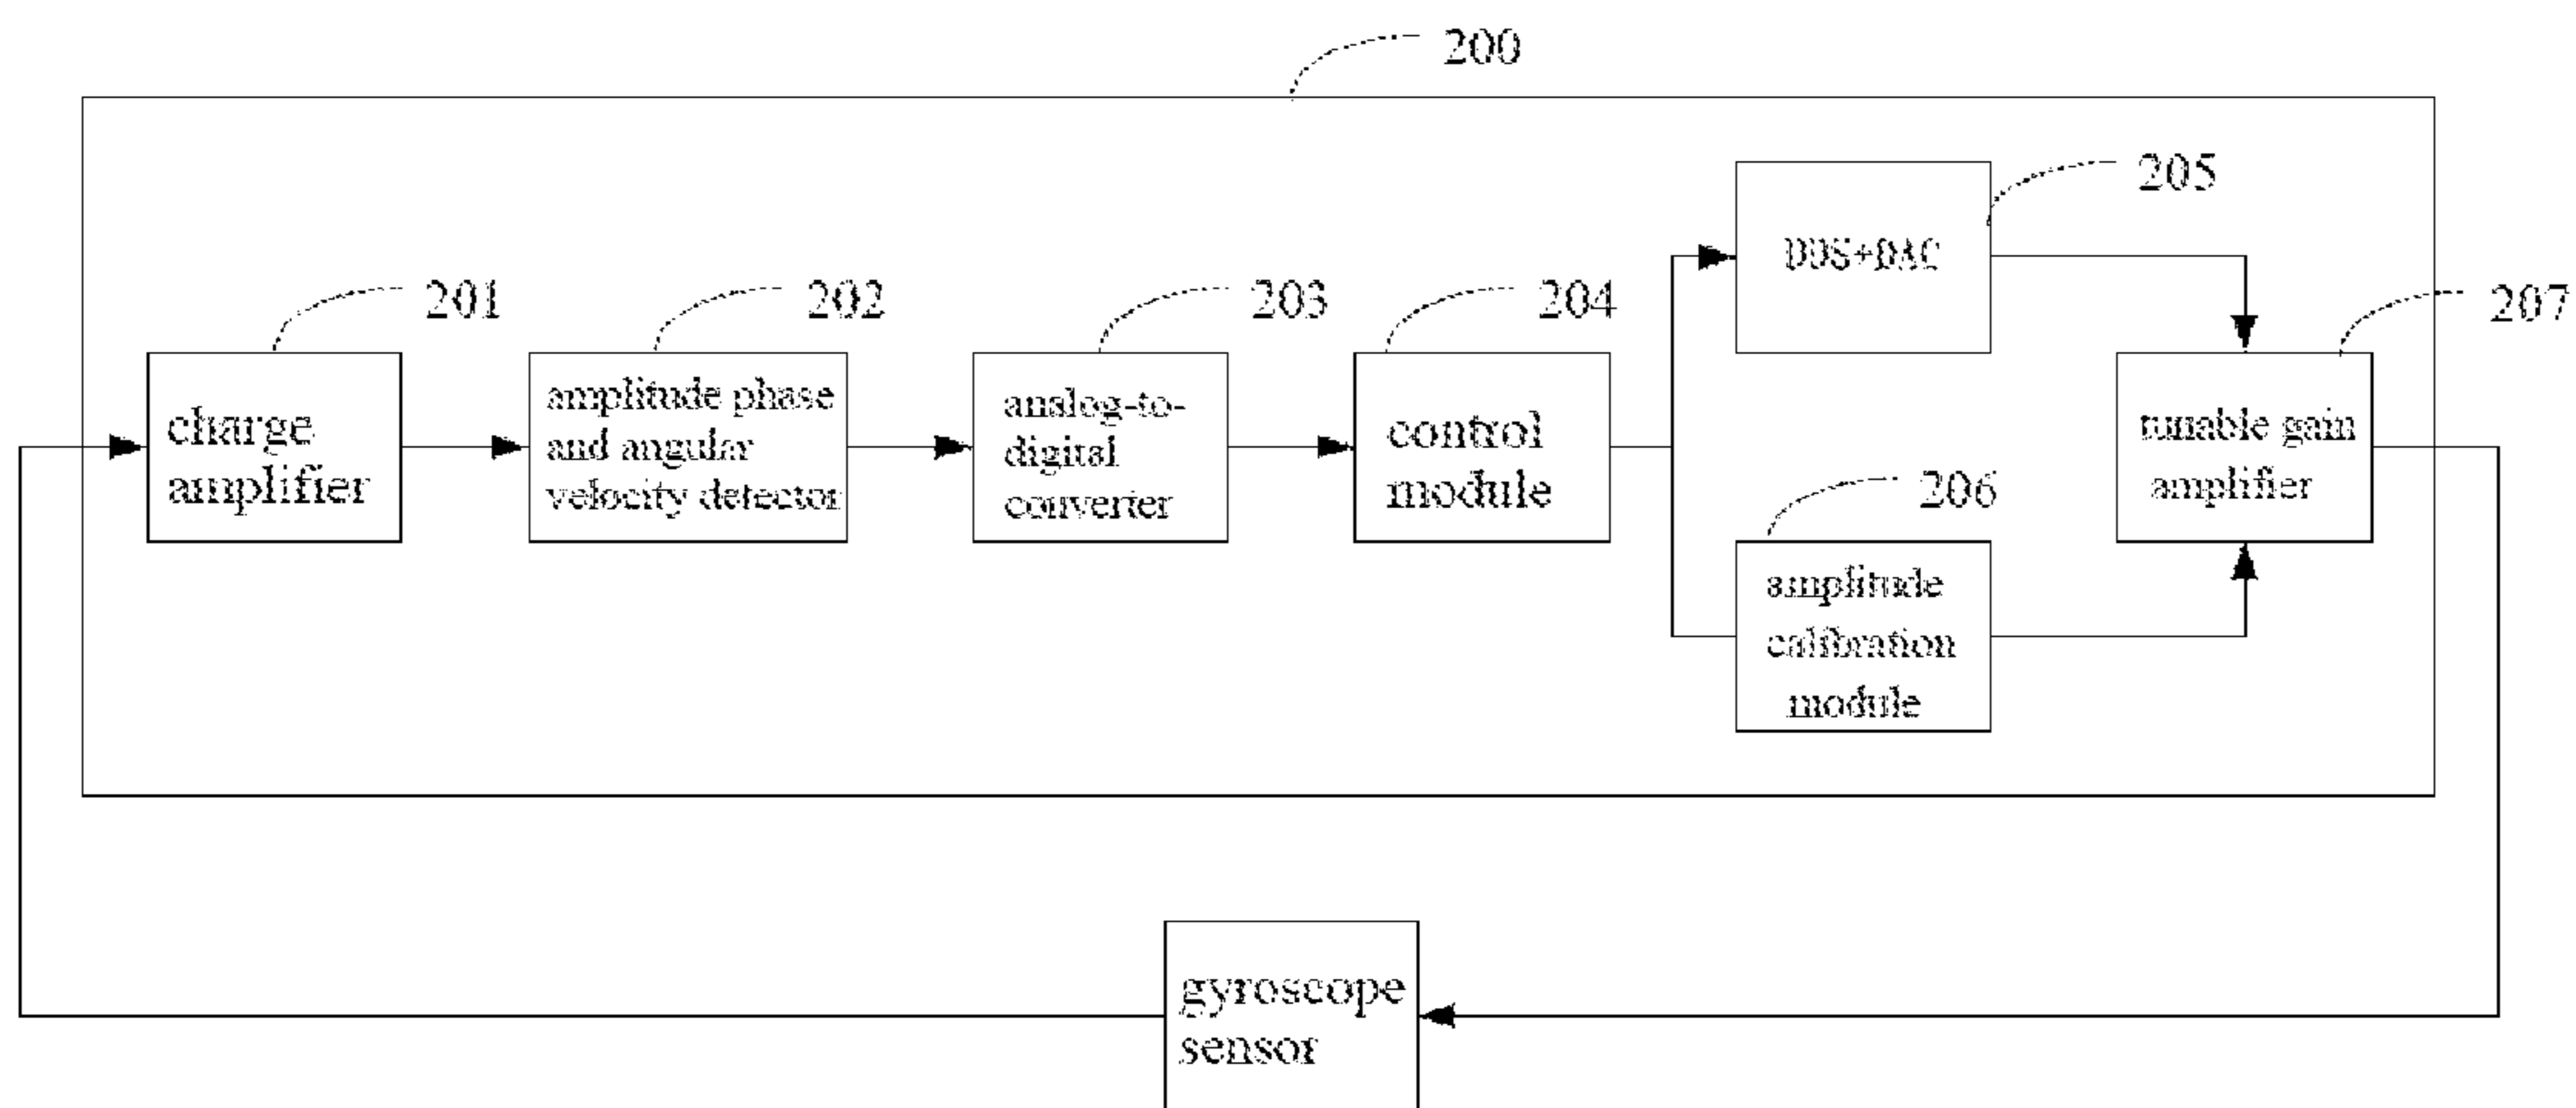 200
205
DDS+DAC
201
202
203
204
207
charge
amplifier
amplitude phase
and angular
velocity detector
analog-to-
digital
converter
control
module
tunable gain
amplifier
206
amplitude
calibration
module
gyroscope
sensor